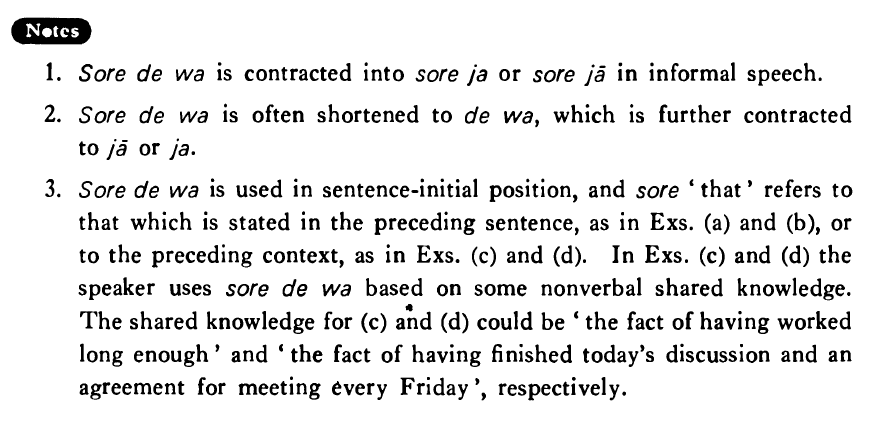 Notes
1. Sore de wa is contracted into sore ja or sore jā in informal speech.
2. Sore de wa is often shortened to de wa, which is further contracted
to jā or ja.
3. Sore de wa is used in sentence-initial position, and sore ‘that’ refers to
that which is stated in the preceding sentence, as in Exs. (a) and (b), or
to the preceding context, as in Exs. (c) and (d). In Exs. (c) and (d) the
speaker uses sore de wa based on some nonverbal shared knowledge.
The shared knowledge for (c) and (d) could be ‘the fact of having worked
long enough’ and ‘the fact of having finished today's discussion and an
agreement for meeting every Friday’, respectively.